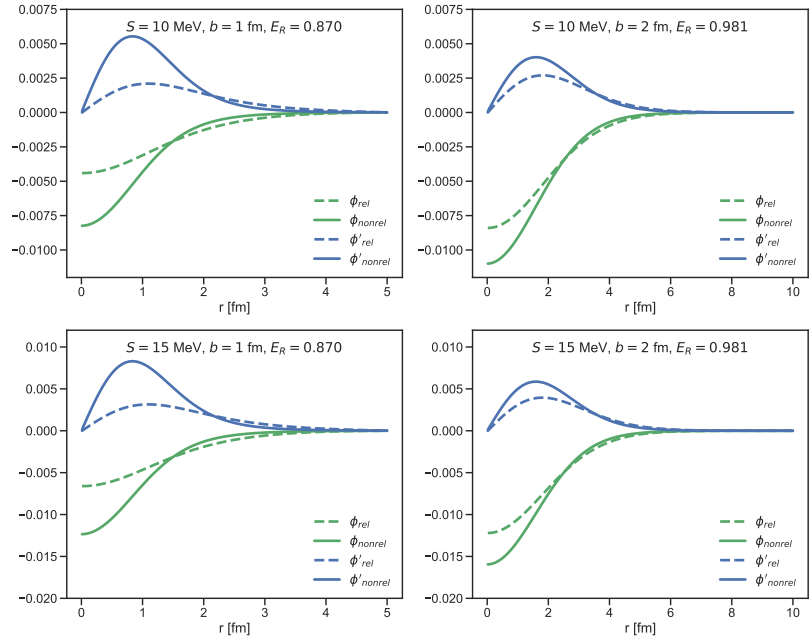 S = 10 MeV, b = 1 fm, E_R = 0.870
0.0075
0.0050
0.0025
0.0000
−0.0025
−0.0050
−0.0075
−0.0100
ϕ_rel
ϕ_nonrel
ϕ'_rel
ϕ'_nonrel
0 1 2 3 4 5
r [fm]
S = 10 MeV, b = 2 fm, E_R = 0.981
0.0075
0.0050
0.0025
0.0000
−0.0025
−0.0050
−0.0075
−0.0100
ϕ_rel
ϕ_nonrel
ϕ'_rel
ϕ'_nonrel
0 2 4 6 8 10
r [fm]
S = 15 MeV, b = 1 fm, E_R = 0.870
0.010
0.005
0.000
−0.005
−0.010
−0.015
−0.020
ϕ_rel
ϕ_nonrel
ϕ'_rel
ϕ'_nonrel
0 1 2 3 4 5
r [fm]
S = 15 MeV, b = 2 fm, E_R = 0.981
0.010
0.005
0.000
−0.005
−0.010
−0.015
−0.020
ϕ_rel
ϕ_nonrel
ϕ'_rel
ϕ'_nonrel
0 2 4 6 8 10
r [fm]